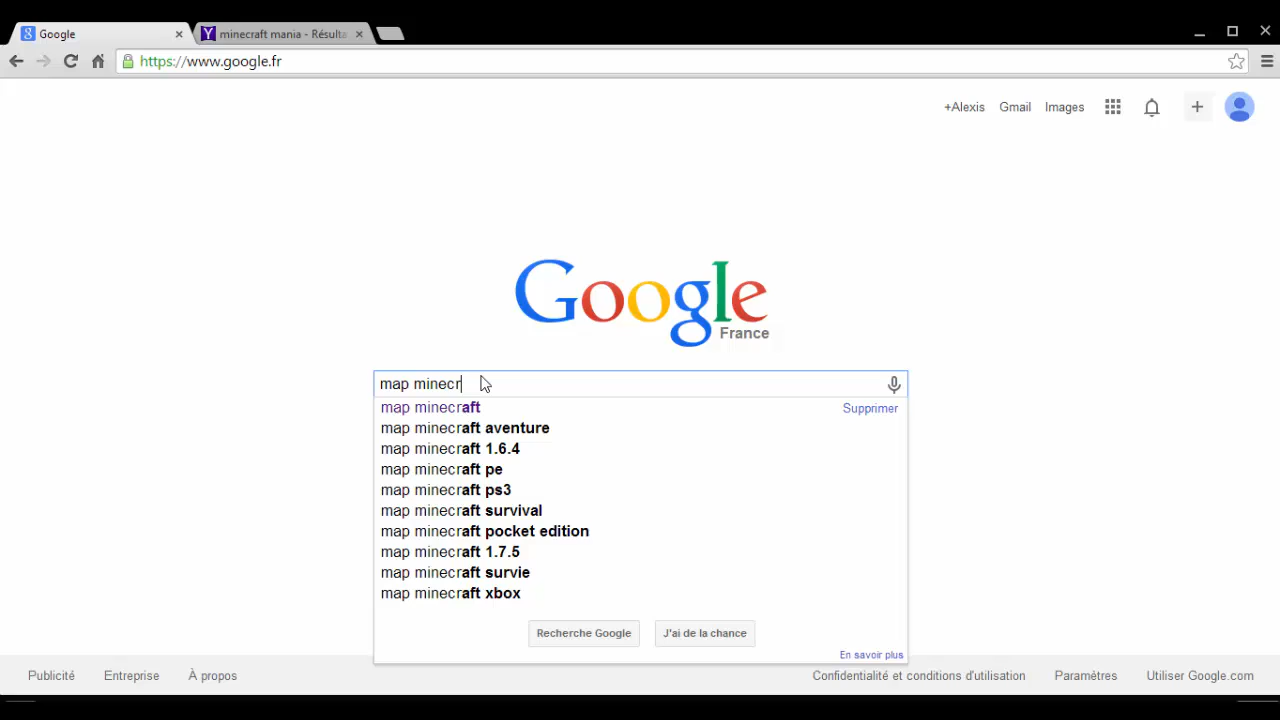 Google
minecraft mania - Résulta
https://www.google.fr
+Alexis Gmail Images
Google
France
map minecr
map minecraft Supprimer
map minecraft aventure
map minecraft 1.6.4
map minecraft pe
map minecraft ps3
map minecraft survival
map minecraft pocket edition
map minecraft 1.7.5
map minecraft survie
map minecraft xbox
Recherche Google J'ai de la chance
En savoir plus
Publicité Entreprise À propos Confidentialité et conditions d'utilisation Paramètres Utiliser Google.com